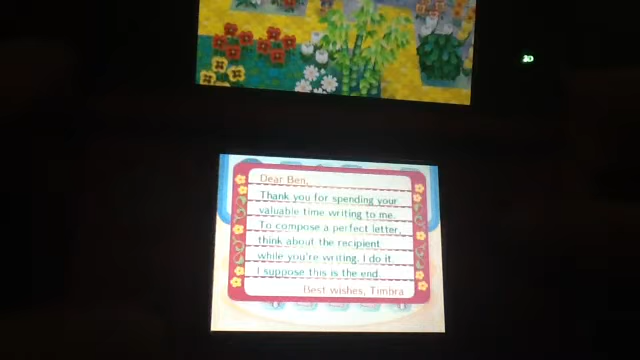 3D
Dear Ben,
Thank you for spending your
valuable time writing to me.
To compose a perfect letter,
think about the recipient
while you're writing. I do it.
I suppose this is the end.
Best wishes, Timbra